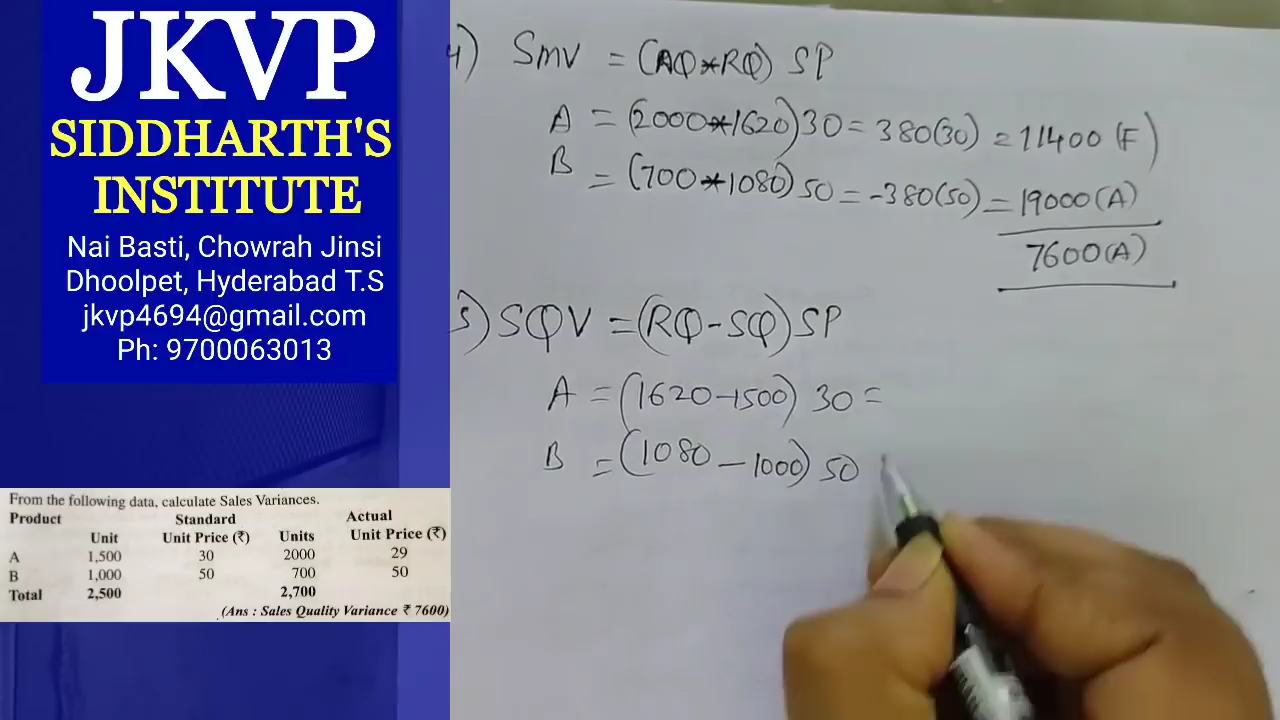 JKVP
SIDDHARTH'S
INSTITUTE
Nai Basti, Chowrah Jinsi
Dhoolpet, Hyderabad T.S
jkvp4694@gmail.com
Ph: 9700063013
From the following data, calculate Sales Variances.
Product Standard Actual
Unit Unit Price (₹) Units Unit Price (₹)
A 1,500 30 2000 29
B 1,000 50 700 50
Total 2,500 2,700
(Ans : Sales Quality Variance ₹ 7600)
4) SMV = (AQ*RQ) SP
A = (2000*1620)30 = 380(30) = 11400 (F)
B = (700*1080) 50 = -380(50) = 19000(A)
7600(A)
5) SQV = (RQ-SQ)SP
A = (1620-1500) 30 =
B = (1080-1000) 50